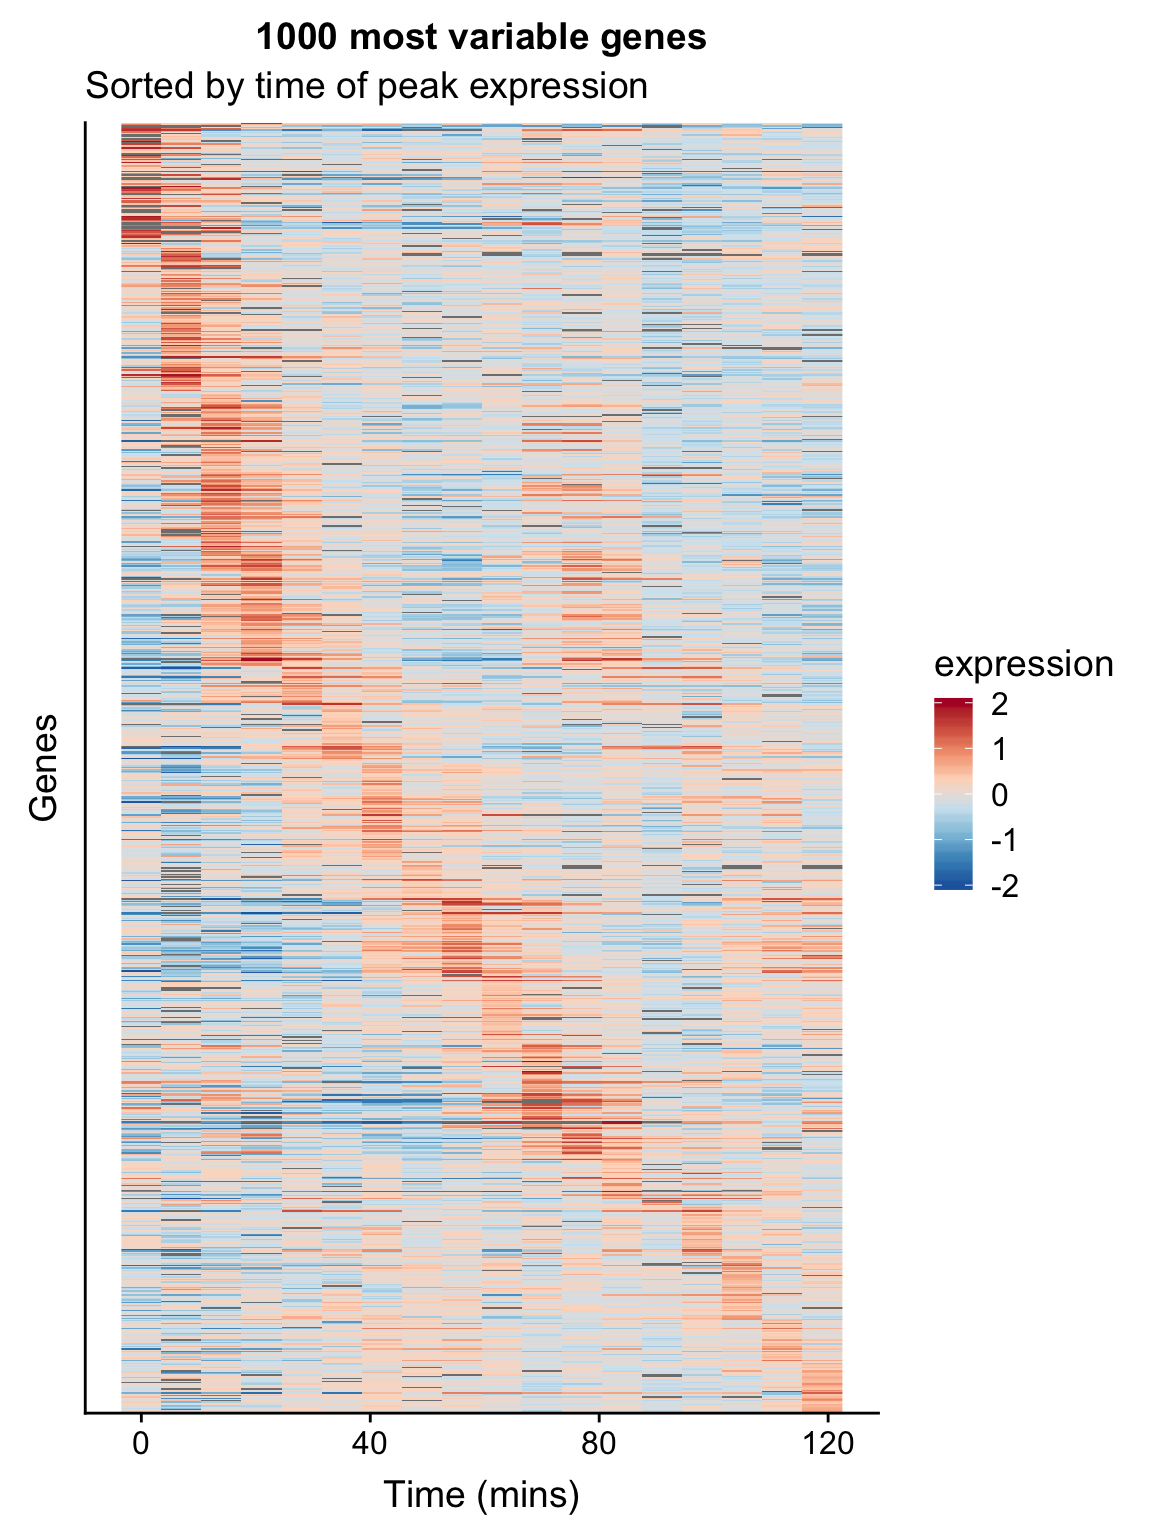 1000 most variable genes
Sorted by time of peak expression
Genes
expression
2
1
0
-1
-2
0 40 80 120
Time (mins)